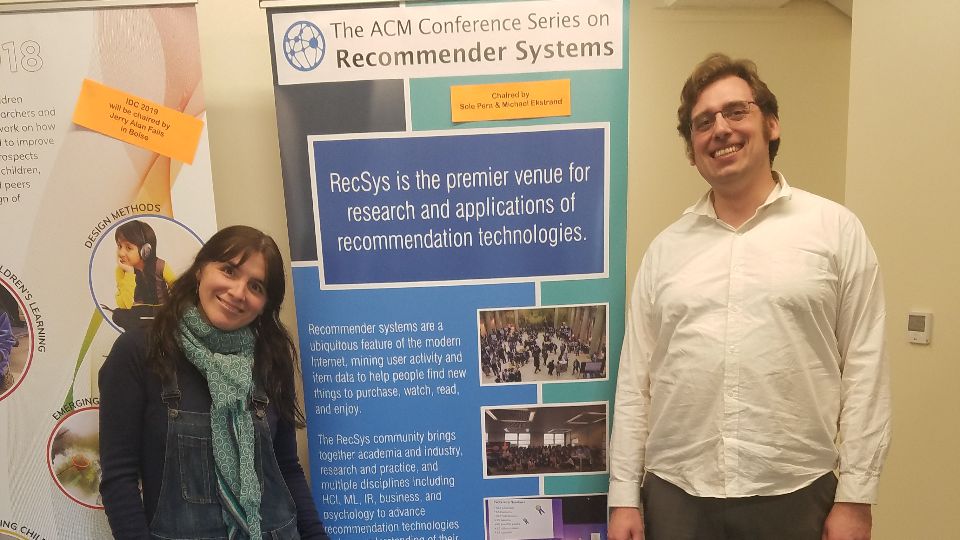 18
ldren
archers and
work on how
d to improve
rospects
children,
peers
gn of
IDC 2019
will be chaired by
Jerry Alan Fails
in Boise
DESIGN METHODS
LDREN'S LEARNING
EMERGING
NG CHIL
The ACM Conference Series on
Recommender Systems
Chaired by
Sole Pera & Michael Ekstrand
RecSys is the premier venue for
research and applications of
recommendation technologies.
Recommender systems are a
ubiquitous feature of the modern
Internet, mining user activity and
item data to help people find new
things to purchase, watch, read,
and enjoy.
The RecSys community brings
together academia and industry,
research and practice, and
multiple disciplines including
HCI, ML, IR, business, and
psychology to advance
recommendation technologies
understanding of their